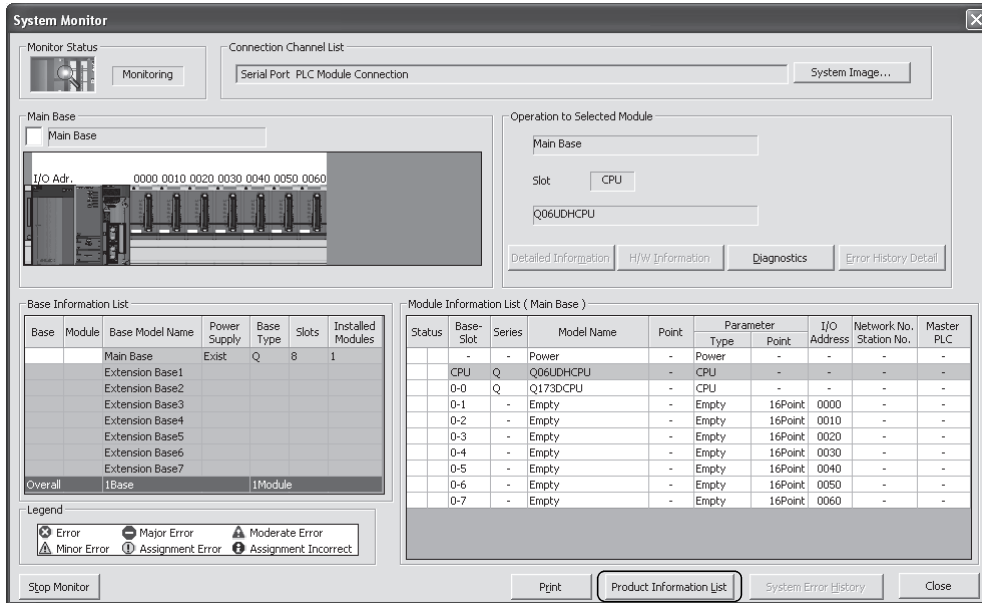 System Monitor
Monitor Status
Monitoring
Connection Channel List
Serial Port PLC Module Connection
System Image...
Main Base
Main Base
I/O Adr. 0000 0010 0020 0030 0040 0050 0060
Operation to Selected Module
Main Base
Slot CPU
Q06UDHCPU
Detailed Information H/W Information Diagnostics Error History Detail
Base Information List
Base Module Base Model Name Power Supply Base Type Slots Installed Modules
Main Base Exist Q 8 1
Extension Base1
Extension Base2
Extension Base3
Extension Base4
Extension Base5
Extension Base6
Extension Base7
Overall 1Base 1Module
Legend
Error Major Error Moderate Error
Minor Error Assignment Error Assignment Incorrect
Module Information List ( Main Base )
Status Base-Slot Series Model Name Point Parameter Type Point I/O Address Network No. Station No. Master PLC
- - Power - Power - - - -
CPU Q Q06UDHCPU - CPU - - - -
0-0 Q Q173DCPU - CPU - - - -
0-1 - Empty - Empty 16Point 0000 - -
0-2 - Empty - Empty 16Point 0010 - -
0-3 - Empty - Empty 16Point 0020 - -
0-4 - Empty - Empty 16Point 0030 - -
0-5 - Empty - Empty 16Point 0040 - -
0-6 - Empty - Empty 16Point 0050 - -
0-7 - Empty - Empty 16Point 0060 - -
Stop Monitor Print Product Information List System Error History Close